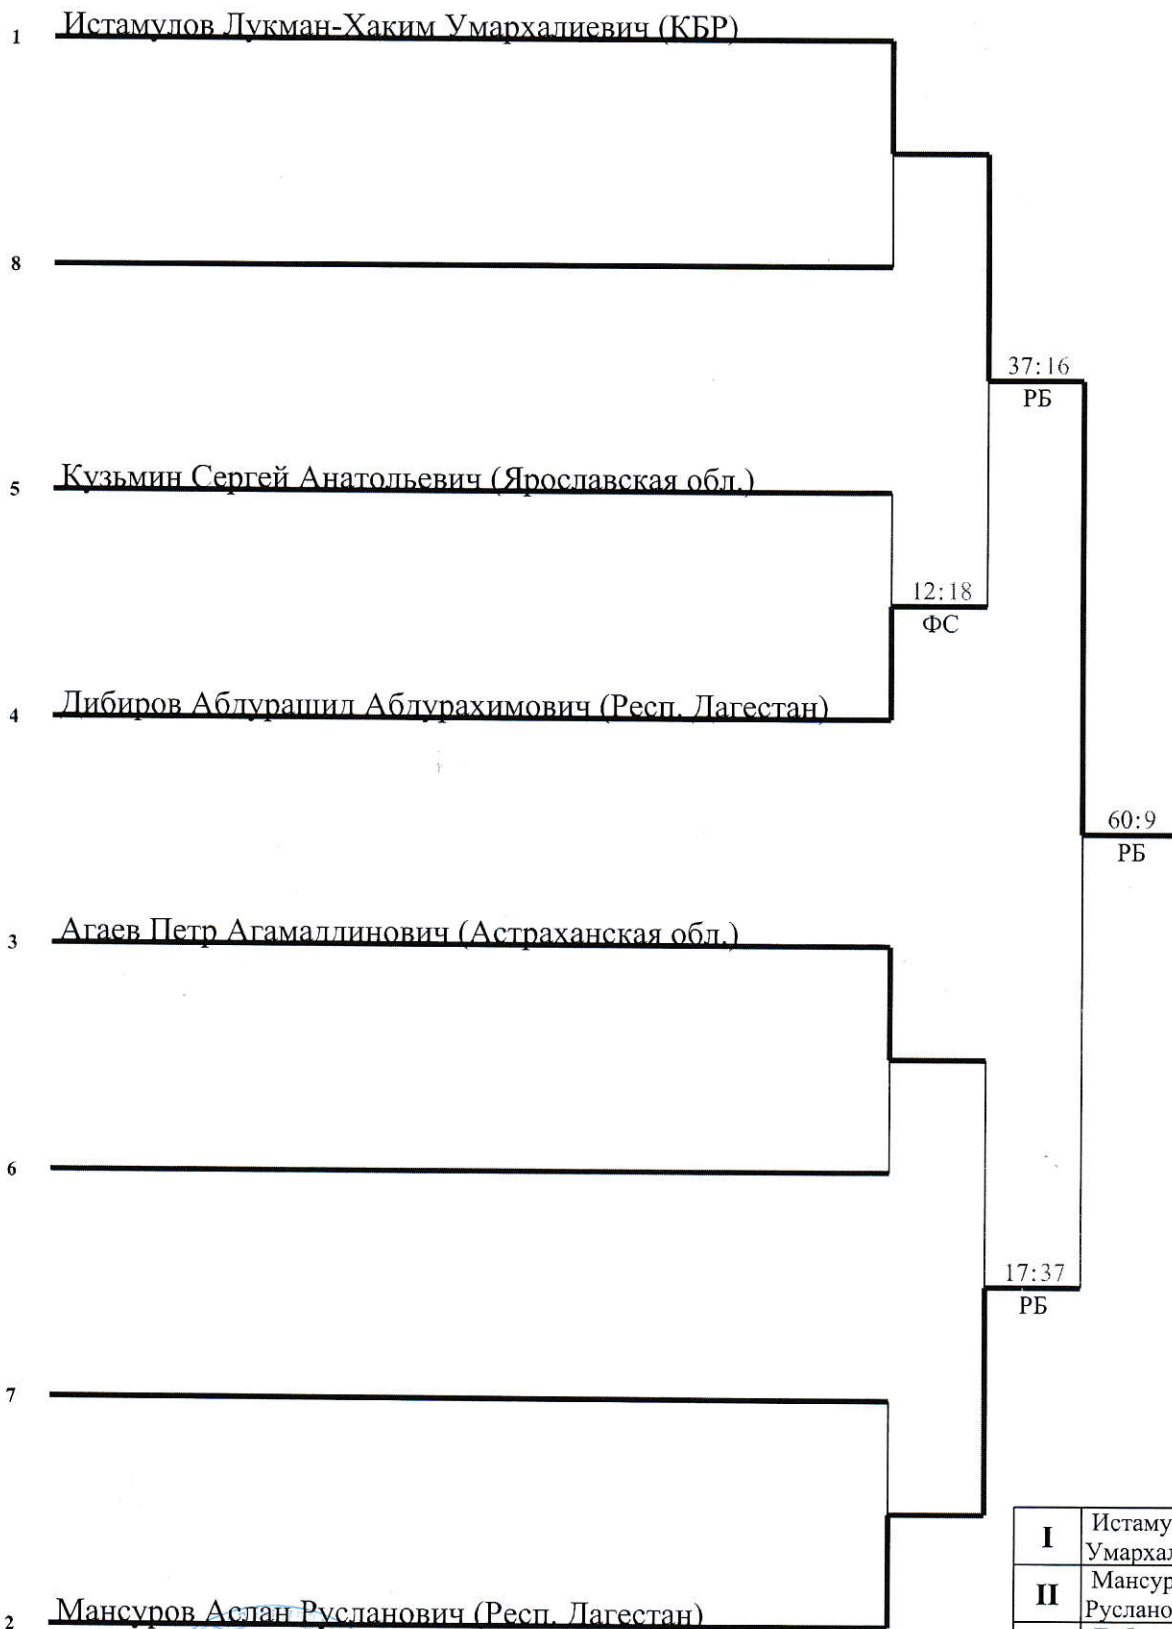 1 Истамулов Лукман-Хаким Умархалиевич (КБР)
8
37:16
РБ
5 Кузьмин Сергей Анатольевич (Ярославская обл.)
12:18
ФС
4 Дибиров Абдурашид Абдурахимович (Респ. Дагестан)
60:9
РБ
3 Агаев Петр Агамаддинович (Астраханская обл.)
6
17:37
РБ
7
I Истаму
Умархал
II Мансур
Руслано
2 Мансуров Аслан Русланович (Респ. Дагестан)